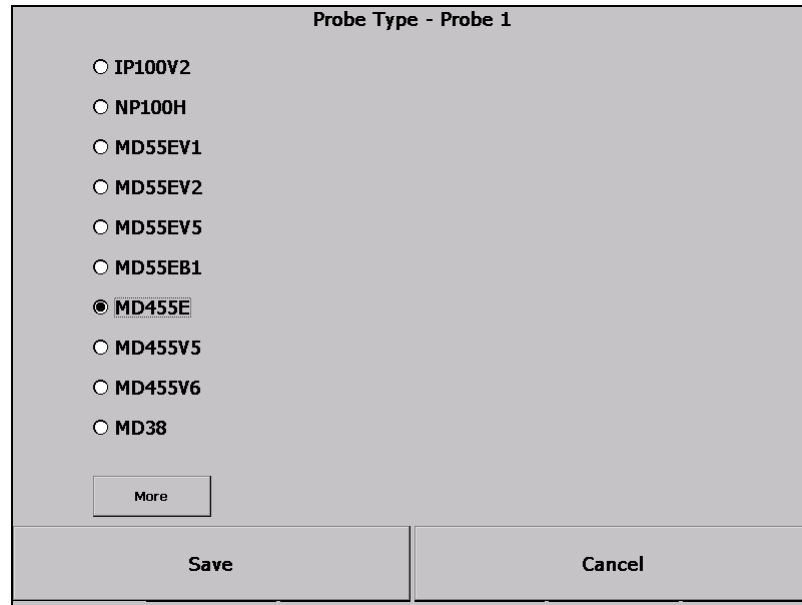 Probe Type - Probe 1
IP100V2
NP100H
MD55EV1
MD55EV2
MD55EV5
MD55EB1
MD455E
MD455V5
MD455V6
MD38
More
Save
Cancel